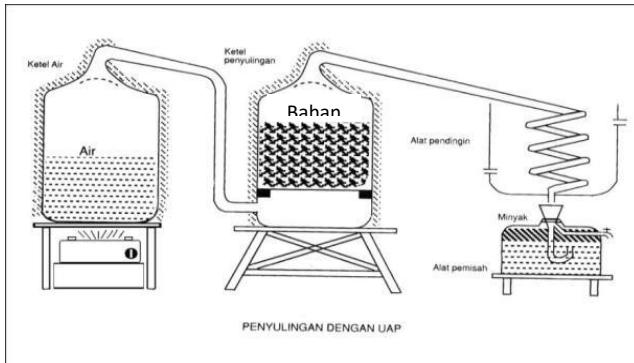 Ketel Air
Air
Ketel
penyulingan
Bahan
Alat pendingin
Minyak
Alat pemisah
PENYULINGAN DENGAN UAP